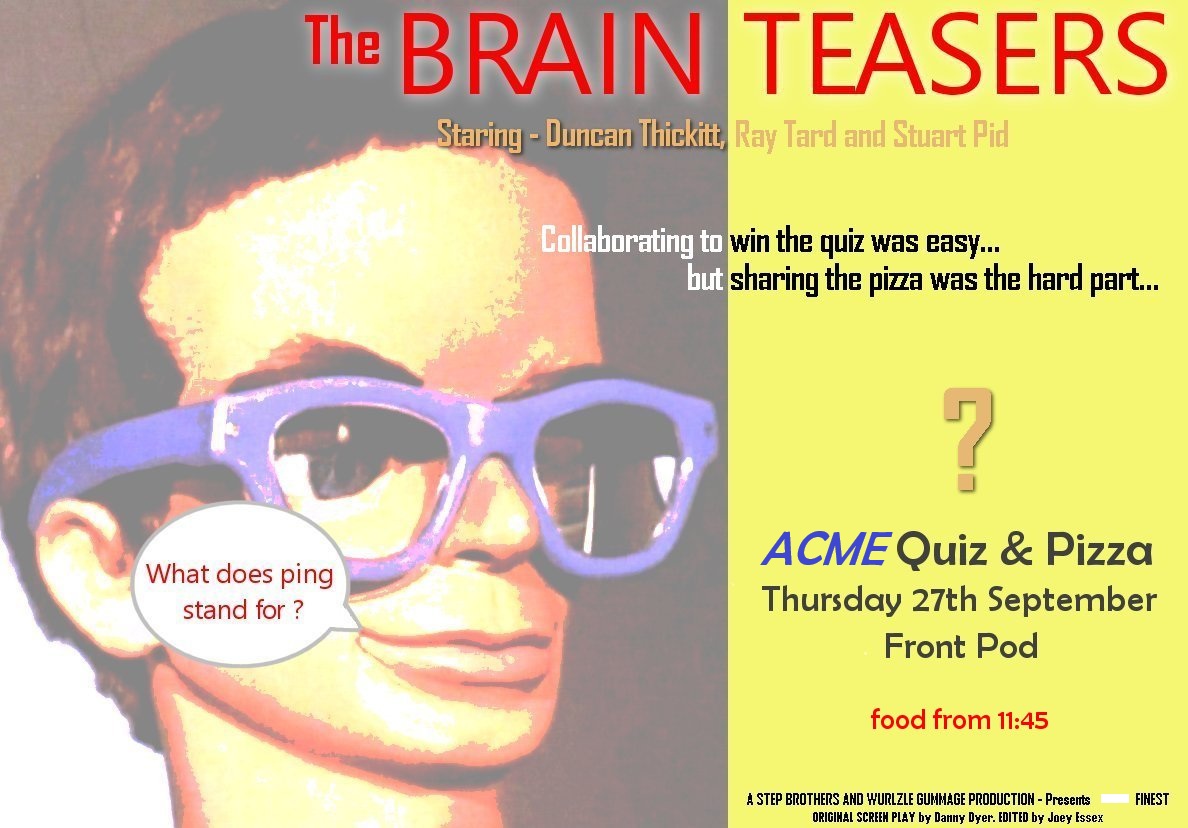 The BRAIN TEASERS
Staring - Duncan Thickitt, Ray Tard and Stuart Pid
Collaborating to win the quiz was easy...
but sharing the pizza was the hard part...
?
What does ping
stand for ?
ACME Quiz & Pizza
Thursday 27th September
Front Pod
food from 11:45
A STEP BROTHERS AND WURLZLE GUMMAGE PRODUCTION - Presents FINEST
ORIGINAL SCREEN PLAY by Danny Dyer. EDITED by Joey Essex